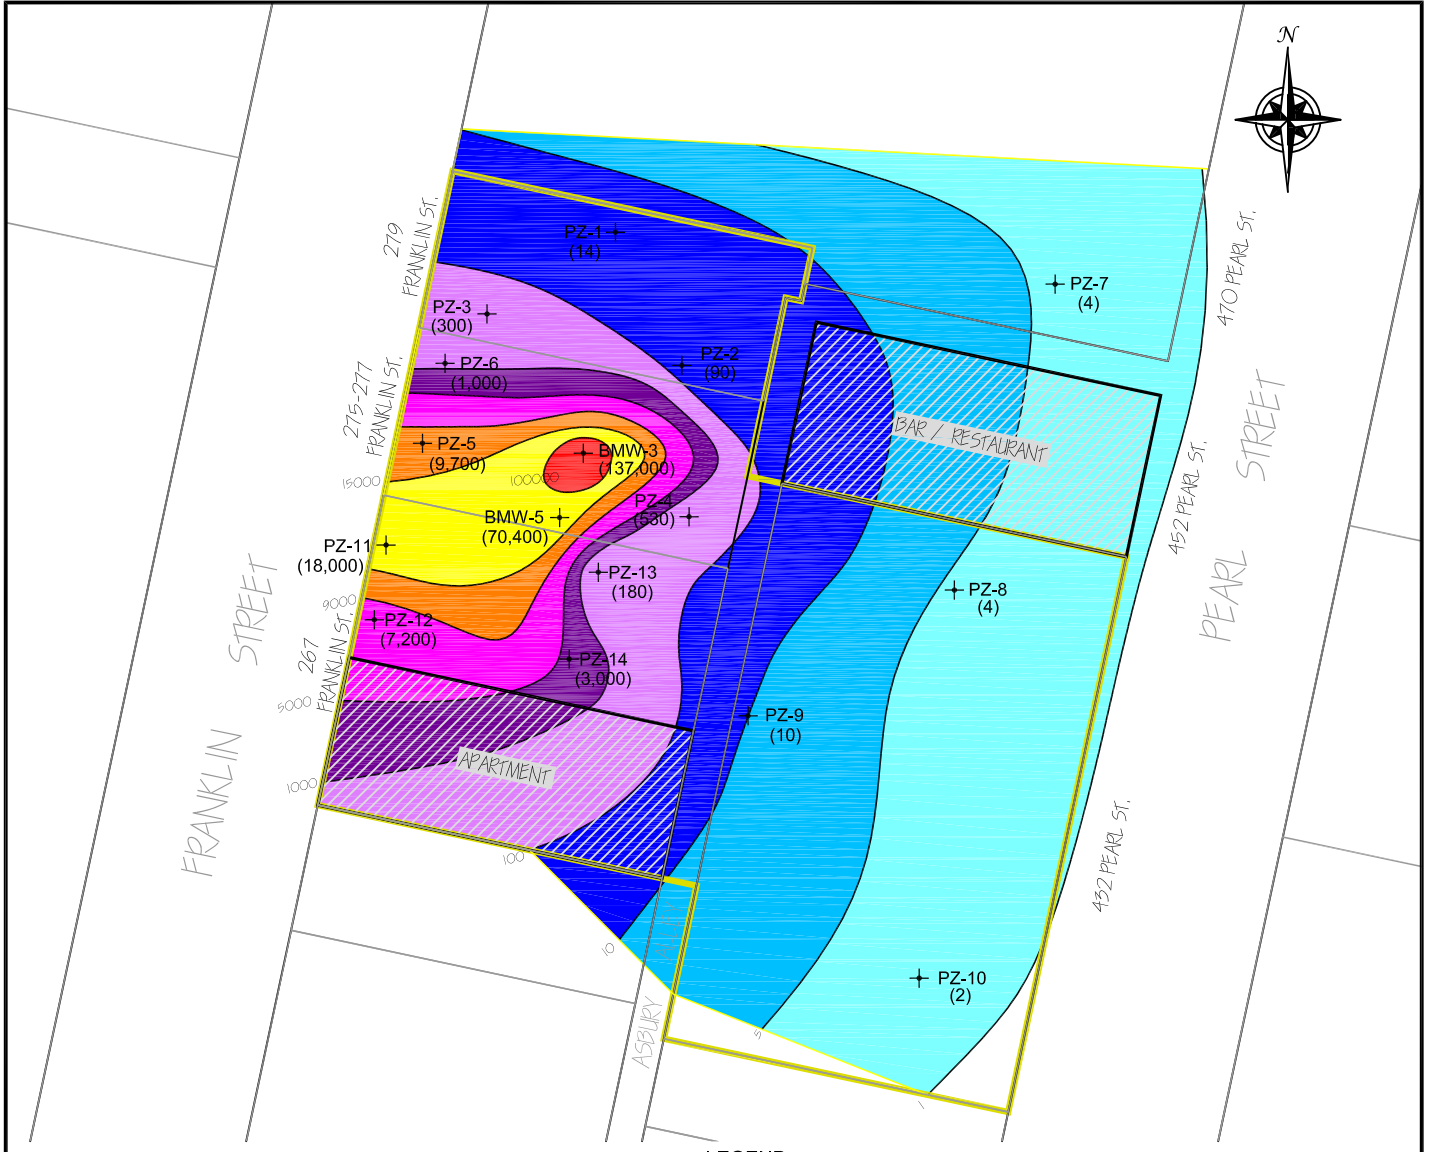 N
279
FRANKLIN ST.
PZ-1
(14)
PZ-7
(4)
470 PEARL ST.
PZ-3
(300)
PZ-6
(1,000)
PZ-2
(90)
275-277
FRANKLIN ST.
PZ-5
(9,700)
BMW-3
(137,000)
100000
15000
BAR / RESTAURANT
STREET
PEARL
452 PEARL ST.
PZ-4
(530)
BMW-5
(70,400)
PZ-11
(18,000)
PZ-13
(180)
PZ-8
(4)
9000
PZ-12
(7,200)
267
FRANKLIN ST.
PZ-14
(3,000)
STREET
FRANKLIN
5000
PZ-9
(10)
APARTMENT
1000
100
432 PEARL ST.
10
PZ-10
(2)
ASBURY
5
1